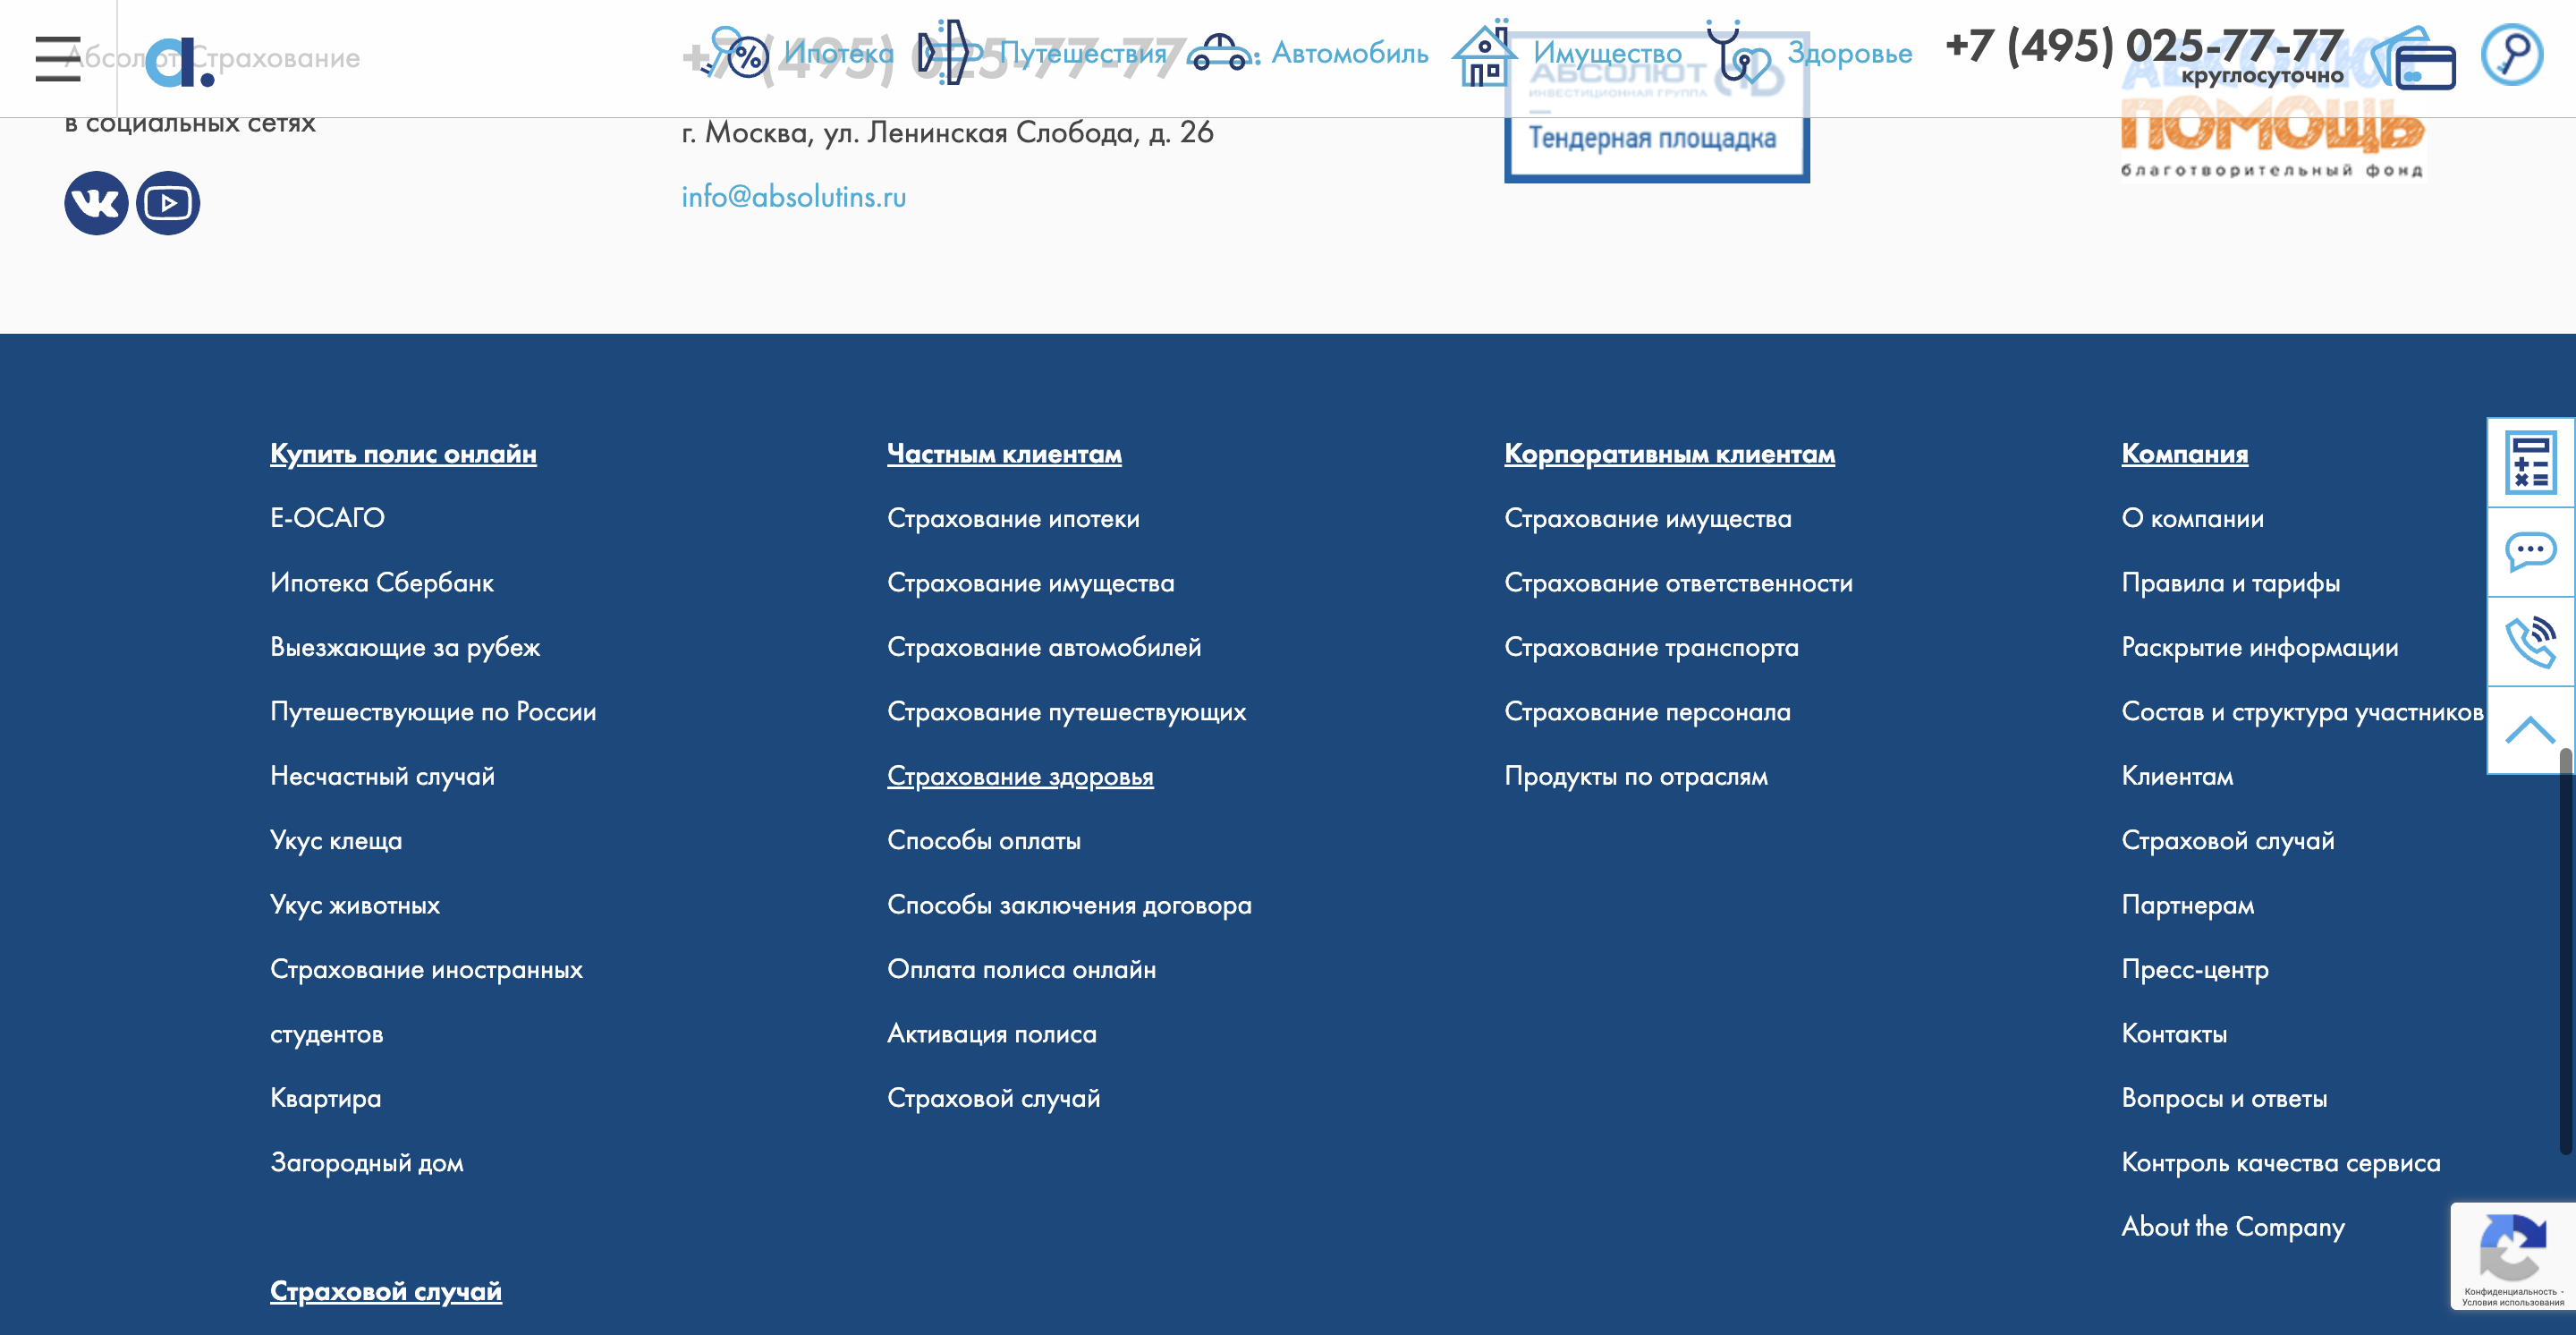 Абсолют Страхование
Ипотека
Путешествия
Автомобиль
Имущество
Здоровье
+7 (495) 025-77-77
круглосуточно
+7 (495) 025-77-77
в социальных сетях
г. Москва, ул. Ленинская Слобода, д. 26
info@absolutins.ru
АБСОЛЮТ
ИНВЕСТИЦИОННАЯ ГРУППА
Тендерная площадка
АБСОЛЮТ
ПОМОЩЬ
благотворительный фонд
Купить полис онлайн
Е-ОСАГО
Ипотека Сбербанк
Выезжающие за рубеж
Путешествующие по России
Несчастный случай
Укус клеща
Укус животных
Страхование иностранных
студентов
Квартира
Загородный дом
Страховой случай
Частным клиентам
Страхование ипотеки
Страхование имущества
Страхование автомобилей
Страхование путешествующих
Страхование здоровья
Способы оплаты
Способы заключения договора
Оплата полиса онлайн
Активация полиса
Страховой случай
Корпоративным клиентам
Страхование имущества
Страхование ответственности
Страхование транспорта
Страхование персонала
Продукты по отраслям
Компания
О компании
Правила и тарифы
Раскрытие информации
Состав и структура участников
Клиентам
Страховой случай
Партнерам
Пресс-центр
Контакты
Вопросы и ответы
Контроль качества сервиса
About the Company
Конфиденциальность -
Условия использования